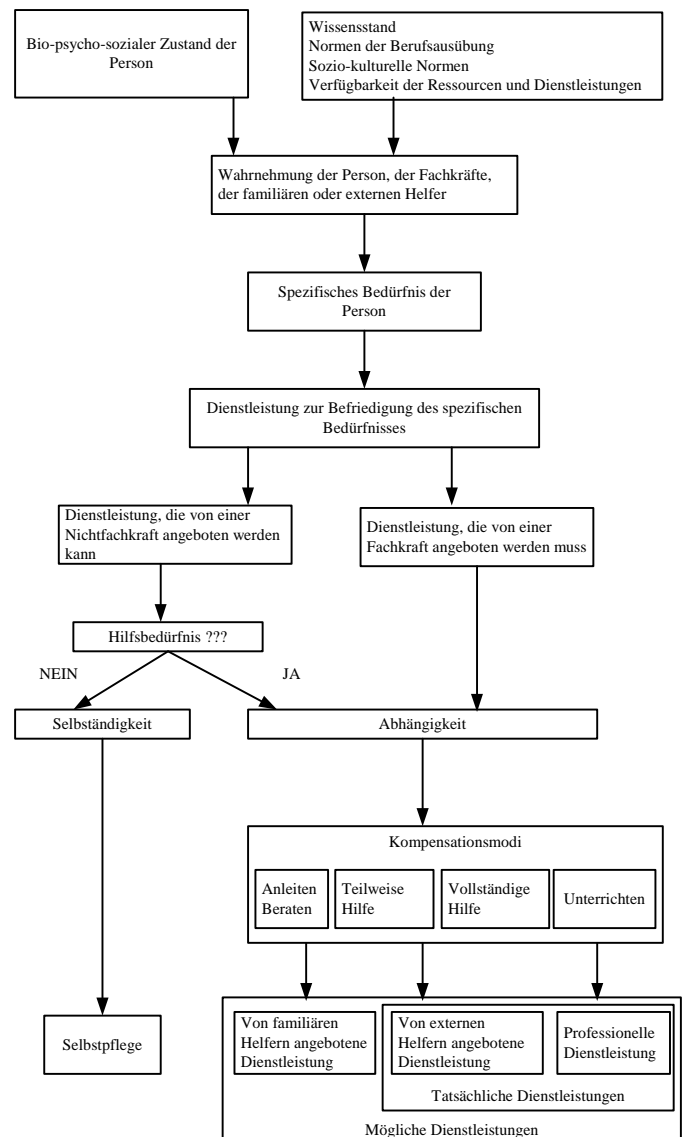 Bio-psycho-sozialer Zustand der
Person
Wissensstand
Normen der Berufsausübung
Sozio-kulturelle Normen
Verfügbarkeit der Ressourcen und Dienstleistungen
Wahrnehmung der Person, der Fachkräfte,
der familiären oder externen Helfer
Spezifisches Bedürfnis der
Person
Dienstleistung zur Befriedigung des spezifischen
Bedürfnisses
Dienstleistung, die von einer
Nichtfachkraft angeboten werden
kann
Dienstleistung, die von einer
Fachkraft angeboten werden muss
Hilfsbedürfnis ???
NEIN
JA
Selbständigkeit
Abhängigkeit
Kompensationsmodi
Anleiten
Beraten
Teilweise
Hilfe
Vollständige
Hilfe
Unterrichten
Selbstpflege
Von familiären
Helfern angebotene
Dienstleistung
Von externen
Helfern angebotene
Dienstleistung
Professionelle
Dienstleistung
Tatsächliche Dienstleistungen
Mögliche Dienstleistungen